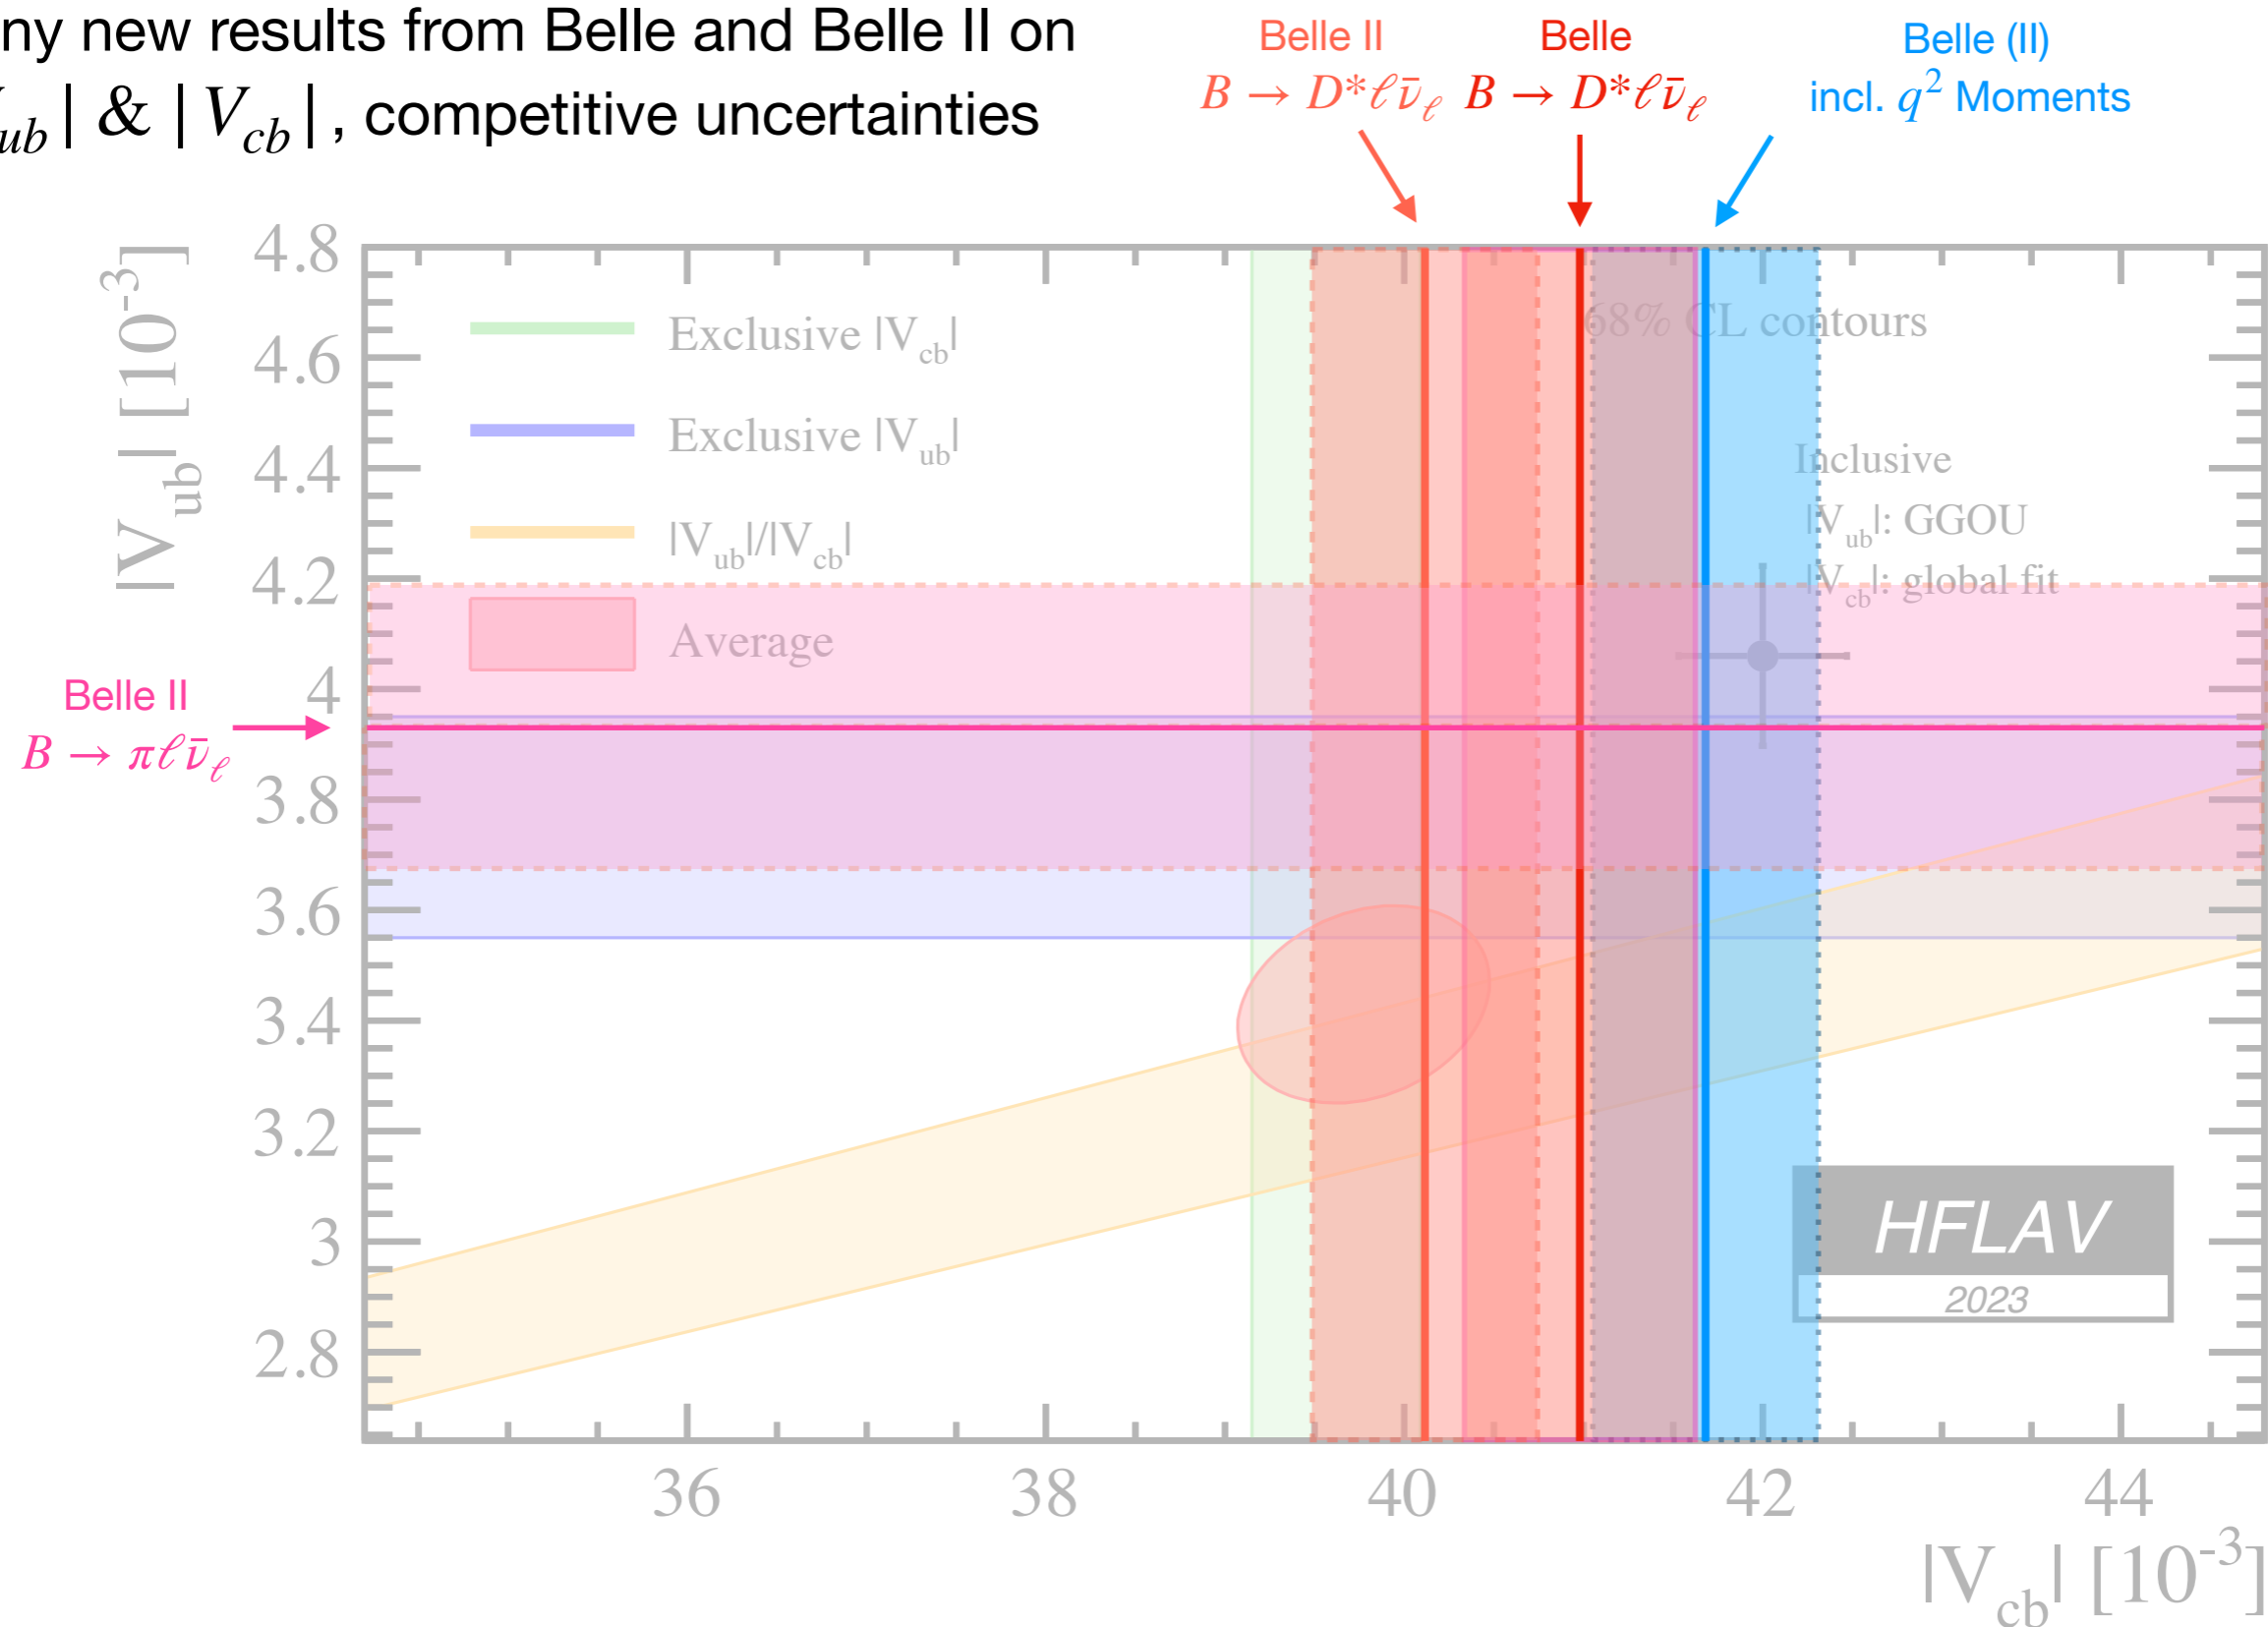 ny new results from Belle and Belle II on
ub | & | Vcb | , competitive uncertainties
Belle II
B → D*ℓν̄ℓ
Belle
B → D*ℓν̄ℓ
Belle (II)
incl. q² Moments
|Vub| [10⁻³]
4.8
4.6
4.4
4.2
4
3.8
3.6
3.4
3.2
3
2.8
Exclusive |Vcb|
Exclusive |Vub|
|Vub|/|Vcb|
Average
68% CL contours
Inclusive
|Vub|: GGOU
|Vcb|: global fit
Belle II
B → πℓν̄ℓ
HFLAV
2023
36
38
40
42
44
|Vcb| [10⁻³]